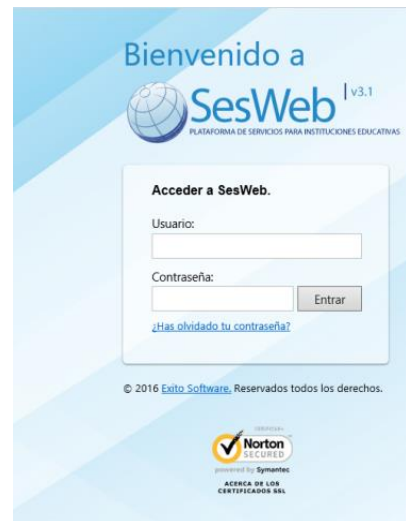 Bienvenido a
SesWeb v3.1
PLATAFORMA DE SERVICIOS PARA INSTITUCIONES EDUCATIVAS
Acceder a SesWeb.
Usuario:
Contraseña:
Entrar
¿Has olvidado tu contraseña?
© 2016 Exito Software. Reservados todos los derechos.
Norton
SECURED
powered by Symantec
ACERCA DE LOS
CERTIFICADOS SSL